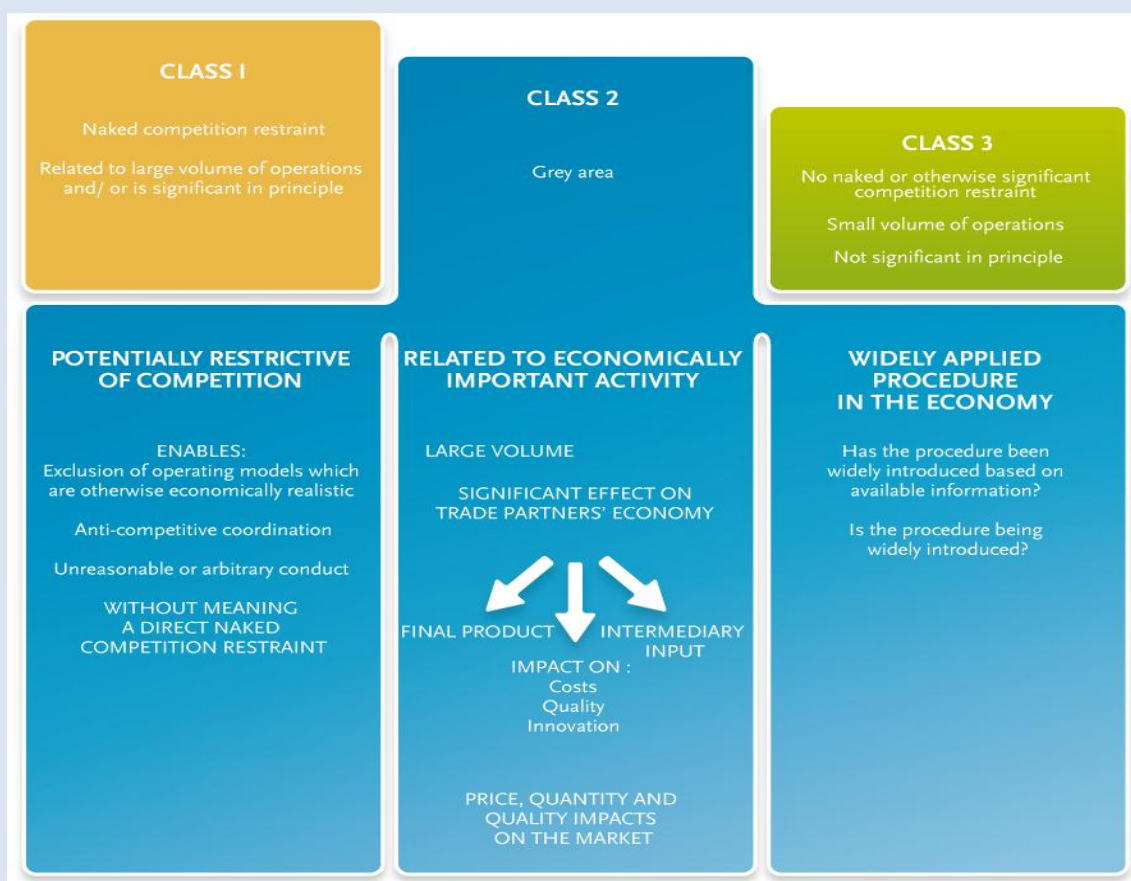 CLASS I
Naked competition restraint
Related to large volume of operations
and/ or is significant in principle
CLASS 2
Grey area
CLASS 3
No naked or otherwise significant
competition restraint
Small volume of operations
Not significant in principle
POTENTIALLY RESTRICTIVE
OF COMPETITION
ENABLES:
Exclusion of operating models which
are otherwise economically realistic
Anti-competitive coordination
Unreasonable or arbitrary conduct
WITHOUT MEANING
A DIRECT NAKED
COMPETITION RESTRAINT
RELATED TO ECONOMICALLY
IMPORTANT ACTIVITY
LARGE VOLUME
SIGNIFICANT EFFECT ON
TRADE PARTNERS' ECONOMY
FINAL PRODUCT
INTERMEDIARY
INPUT
IMPACT ON :
Costs
Quality
Innovation
PRICE, QUANTITY AND
QUALITY IMPACTS
ON THE MARKET
WIDELY APPLIED
PROCEDURE
IN THE ECONOMY
Has the procedure been
widely introduced based on
available information?
Is the procedure being
widely introduced?